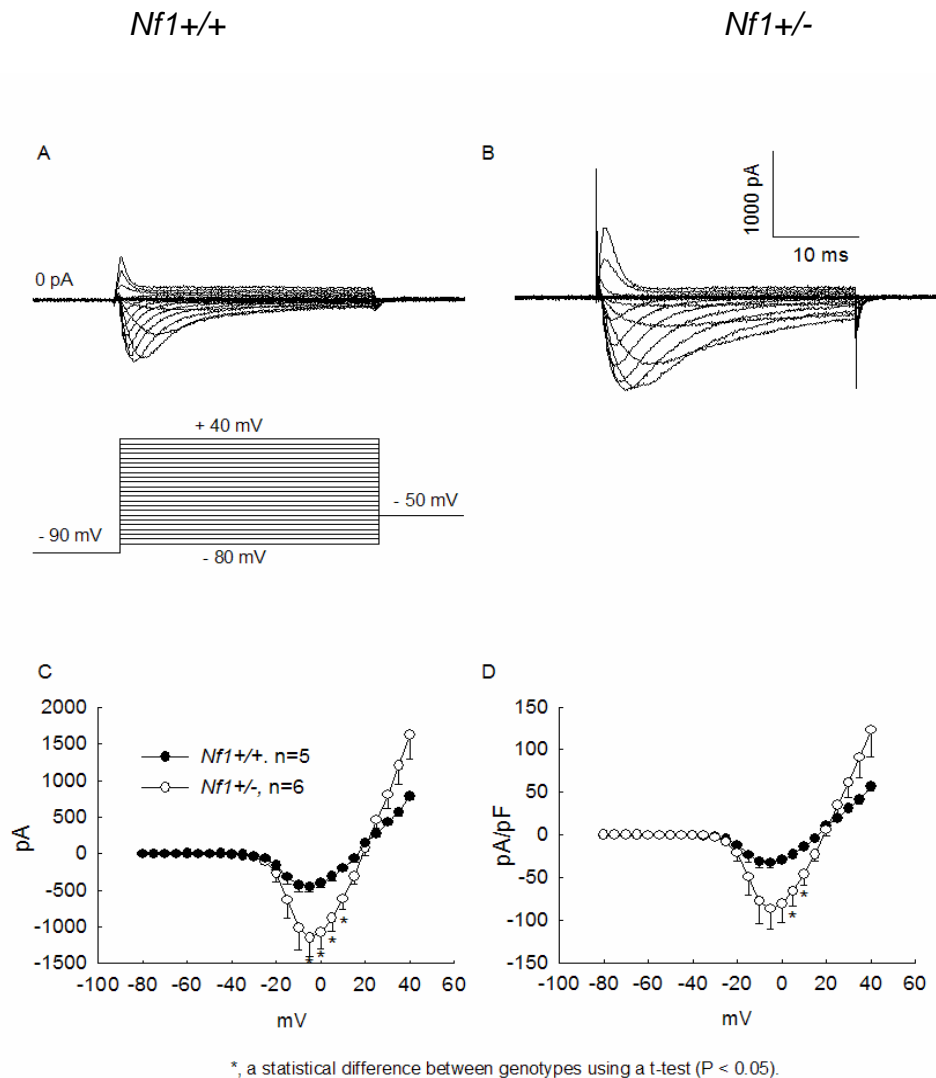 Nf1+/+ Nf1+/-
A B
1000 pA
10 ms
0 pA
+ 40 mV
- 50 mV
- 90 mV
- 80 mV
C D
2000
1500
1000
500
0
-500
-1000
-1500
pA
-100 -80 -60 -40 -20 0 20 40 60
mV
Nf1+/+. n=5
Nf1+/-, n=6
* * * *
150
100
50
0
-50
-100
150
pA/pF
-100 -80 -60 -40 -20 0 20 40 60
mV
* *
*, a statistical difference between genotypes using a t-test (P < 0.05).